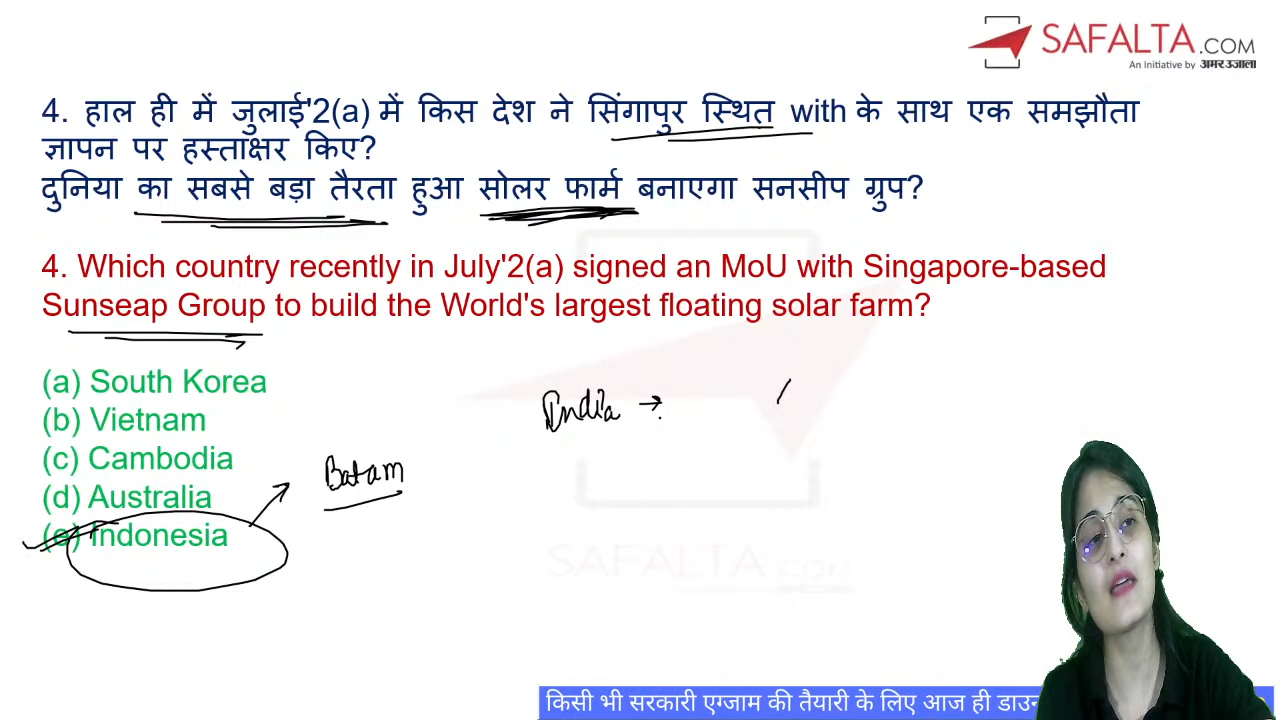 SAFALTA.COM
An Initiative by अमर उजाला
4. हाल ही में जुलाई'2(a) में किस देश ने सिंगापुर स्थित with के साथ एक समझौता
ज्ञापन पर हस्ताक्षर किए?
दुनिया का सबसे बड़ा तैरता हुआ सोलर फार्म बनाएगा सनसीप ग्रुप?
4. Which country recently in July'2(a) signed an MoU with Singapore-based
Sunseap Group to build the World's largest floating solar farm?
(a) South Korea
(b) Vietnam
(c) Cambodia
(d) Australia
(e) Indonesia
Batam
India →
SAFALTA.COM
किसी भी सरकारी एग्जाम की तैयारी के लिए आज ही डाउन